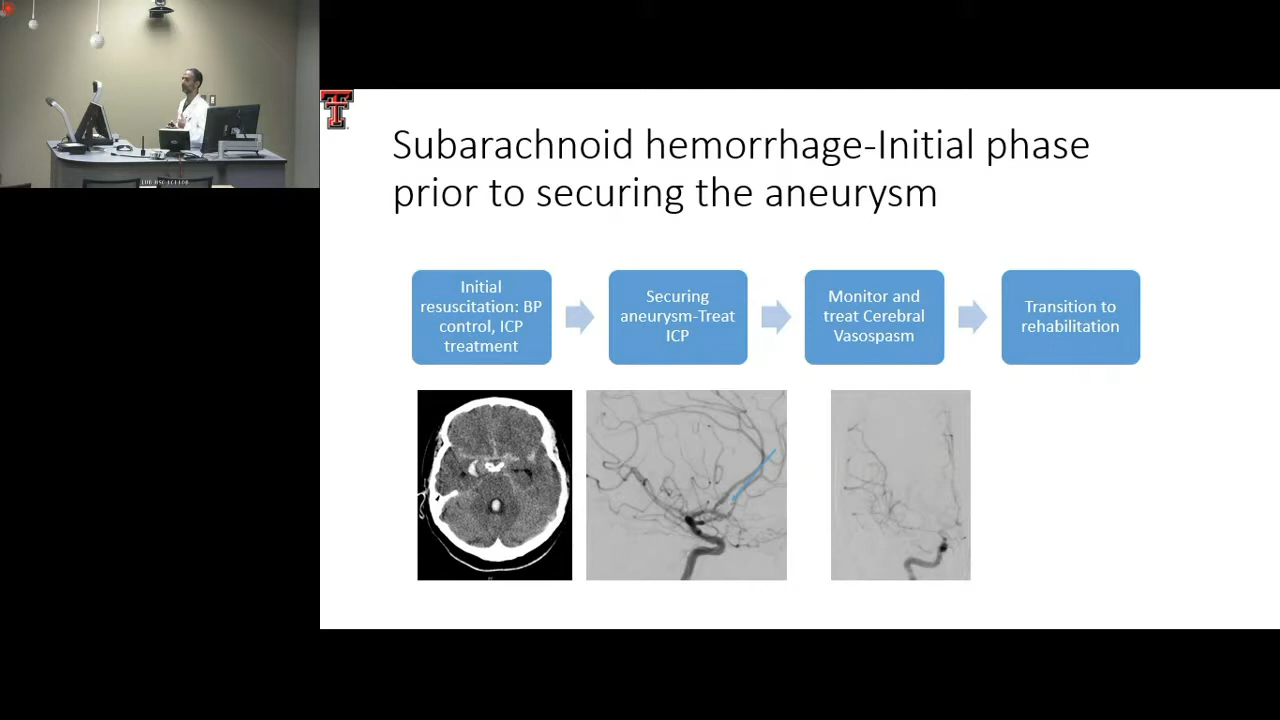 Subarachnoid hemorrhage-Initial phase
prior to securing the aneurysm
Initial
resuscitation: BP
control, ICP
treatment
Securing
aneurysm-Treat
ICP
Monitor and
treat Cerebral
Vasospasm
Transition to
rehabilitation